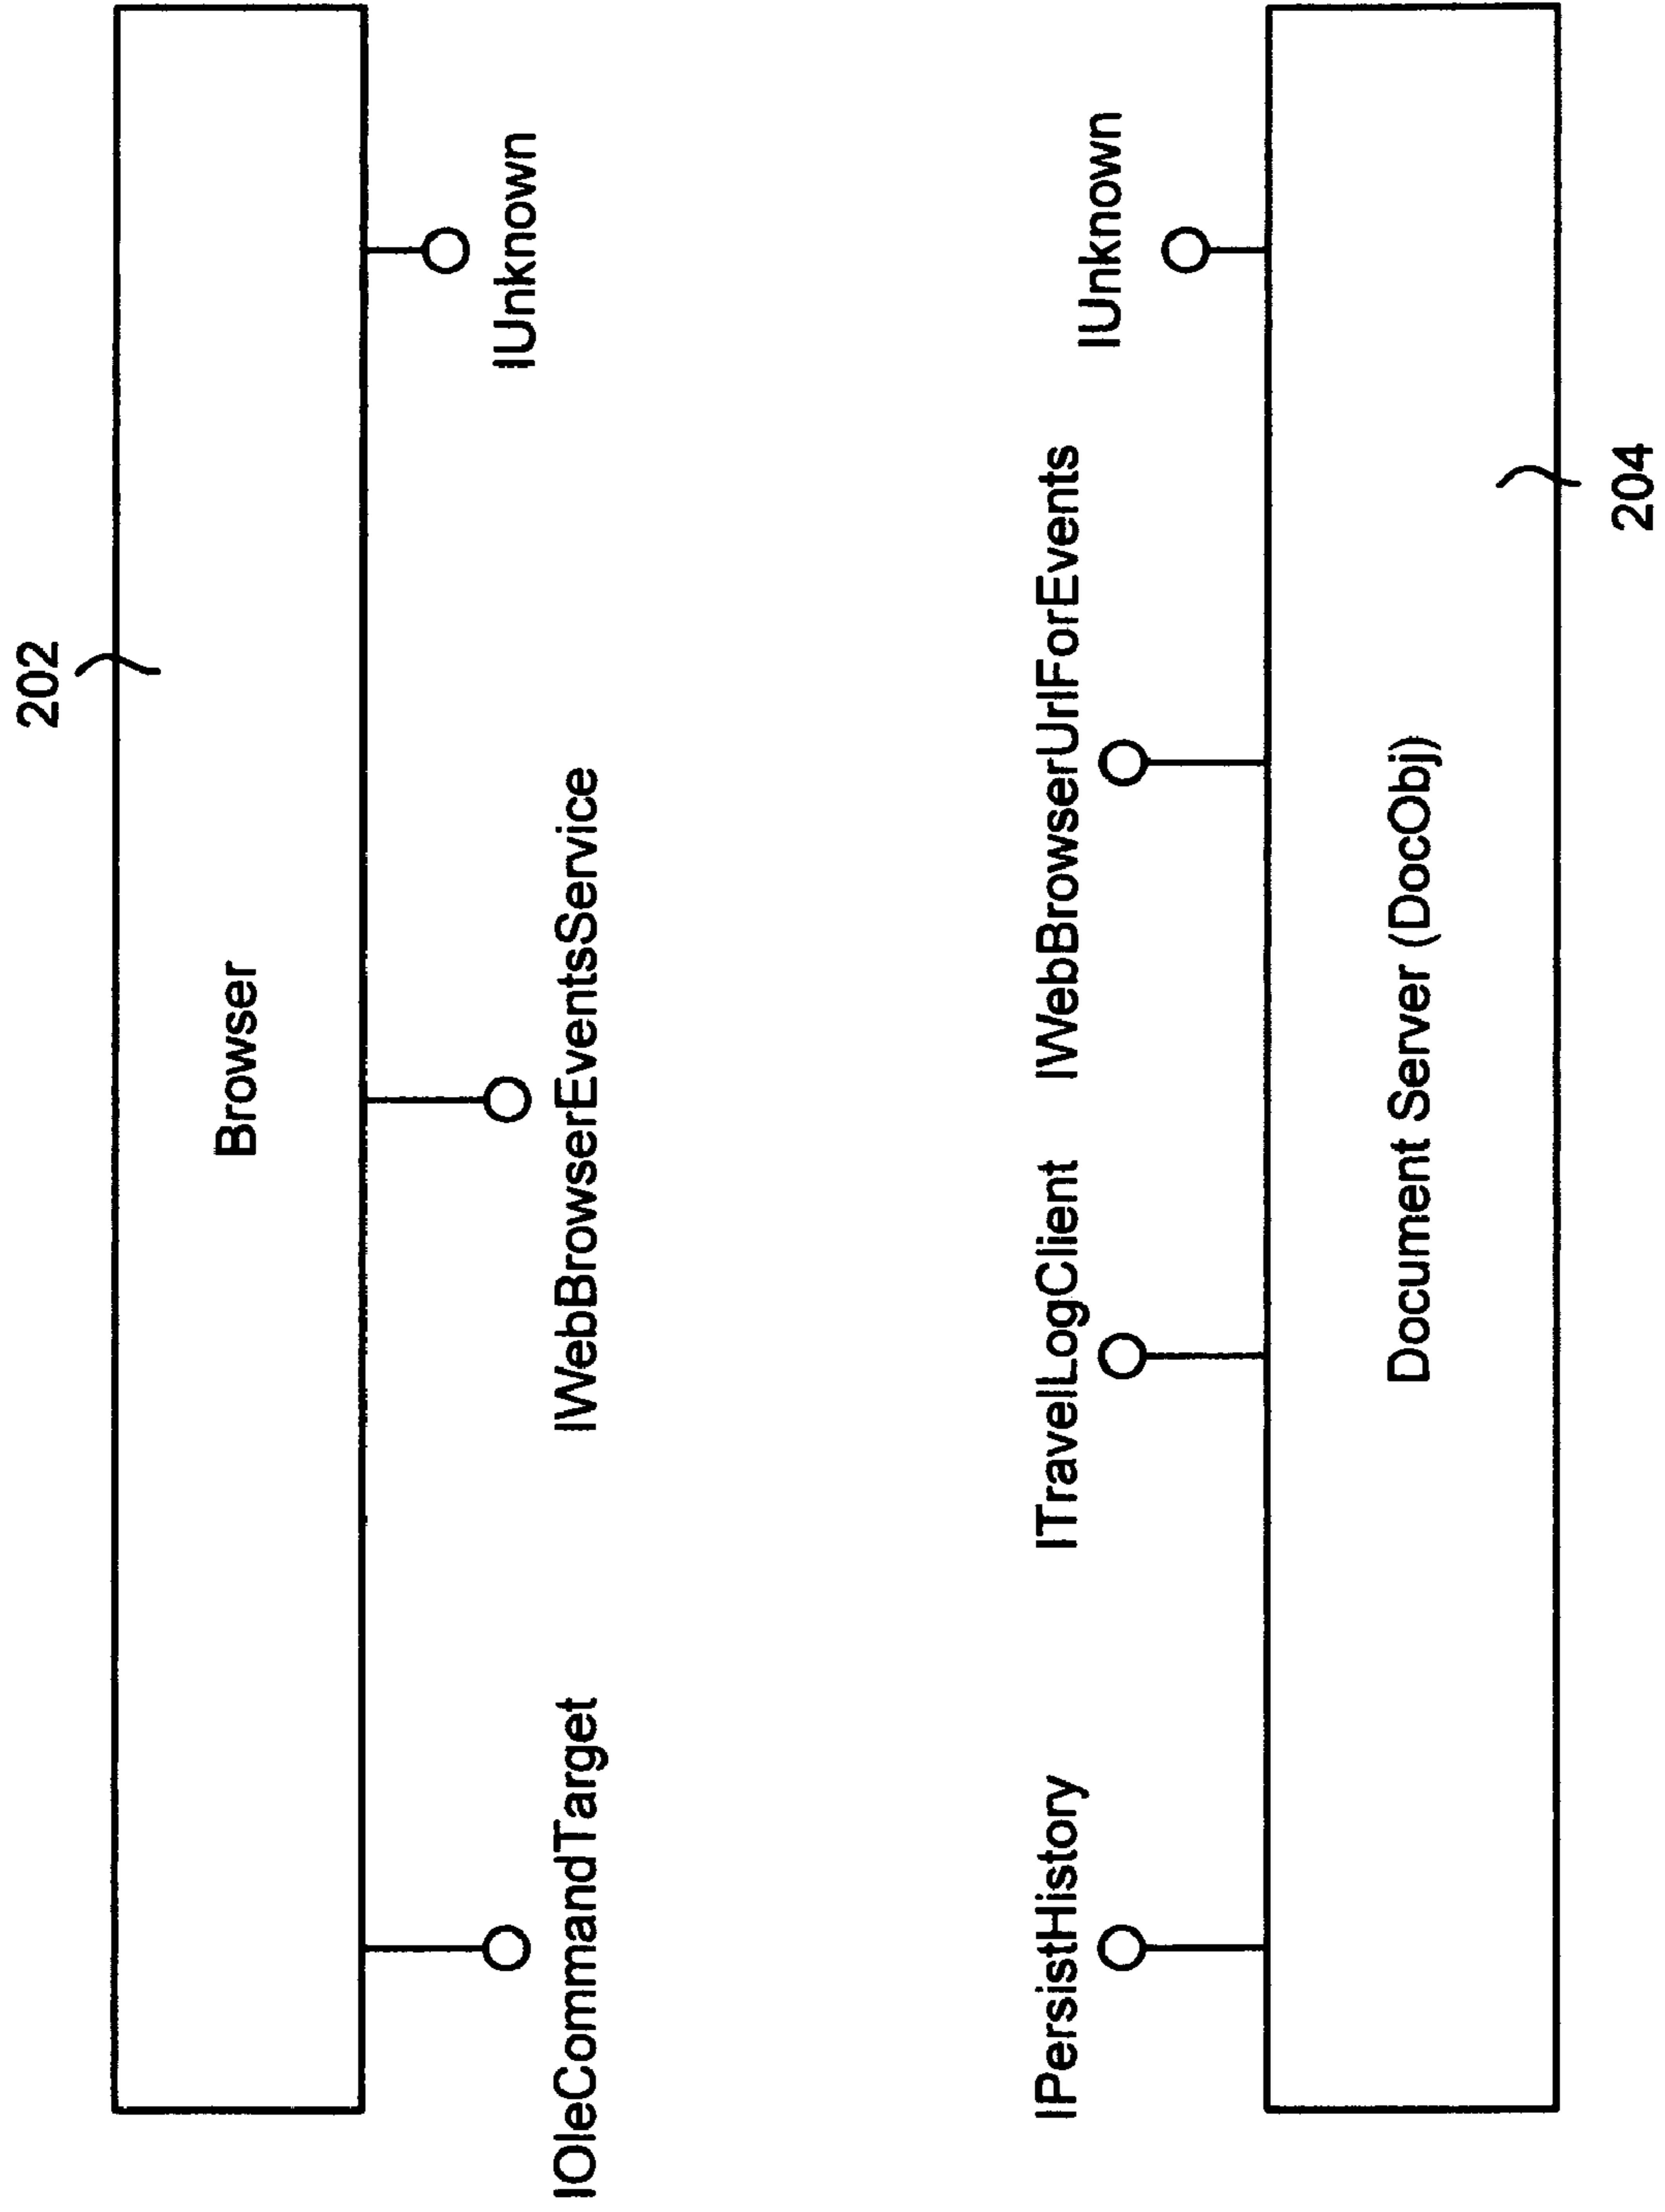 202
Browser
IOleCommandTarget
IWebBrowserEventsService
IUnknown
IPersistHistory
ITravelLogClient
IWebBrowserUrlForEvents
IUnknown
Document Server (DocObj)
204